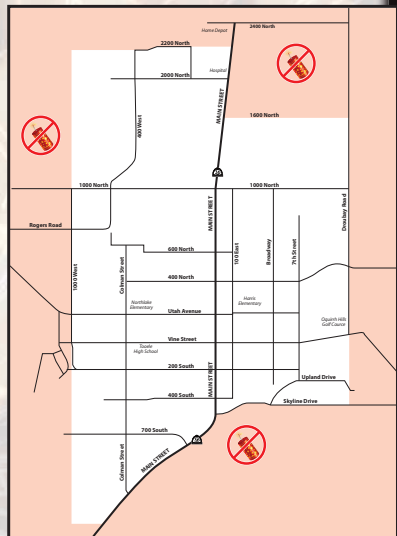 2400 North
Home Depot
2200 North
Hospital
2000 North
MAIN STREET
1600 North
400 West
1000 North
1000 North
MAIN STREET
Droubay Road
Rogers Road
100 East
Broadway
7th Street
600 North
Colman Street
1000 West
400 North
Northlake
Elementary
Harris
Elementary
Utah Avenue
Oquirrh Hills
Golf Course
Vine Street
Tooele
High School
200 South
MAIN STREET
Upland Drive
400 South
Skyline Drive
700 South
Colman Street
MAIN STREET